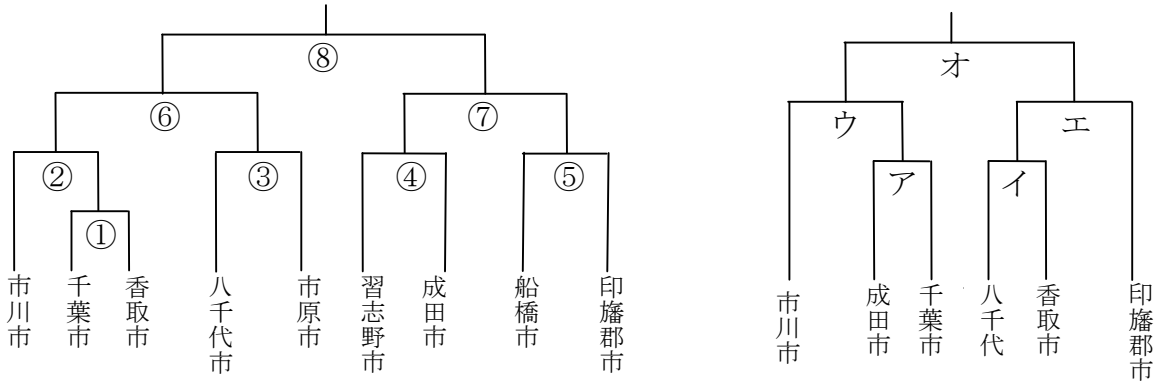 ⑧
⑥
⑦
②
③
④
⑤
①
市川市
千葉市
香取市
八千代市
市原市
習志野市
成田市
船橋市
印旛郡市
オ
ウ
エ
ア
イ
市川市
成田市
千葉市
八千代
香取市
印旛郡市